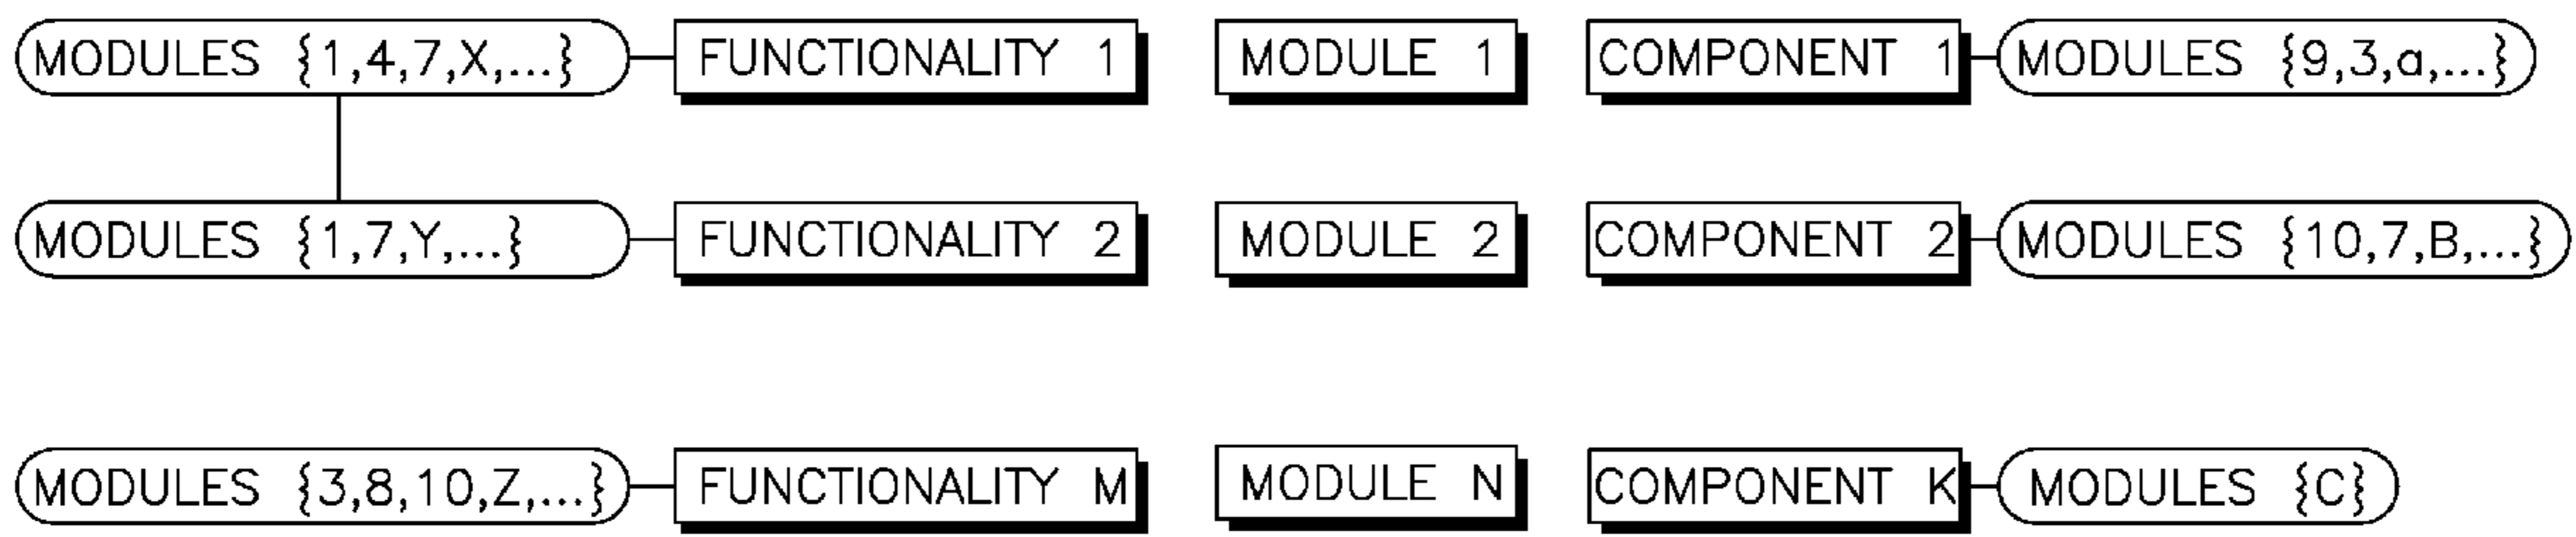 MODULES {1,4,7,X,...} FUNCTIONALITY 1 MODULE 1 COMPONENT 1 MODULES {9,3,a,...}
MODULES {1,7,Y,...} FUNCTIONALITY 2 MODULE 2 COMPONENT 2 MODULES {10,7,B,...}
MODULES {3,8,10,Z,...} FUNCTIONALITY M MODULE N COMPONENT K MODULES {C}